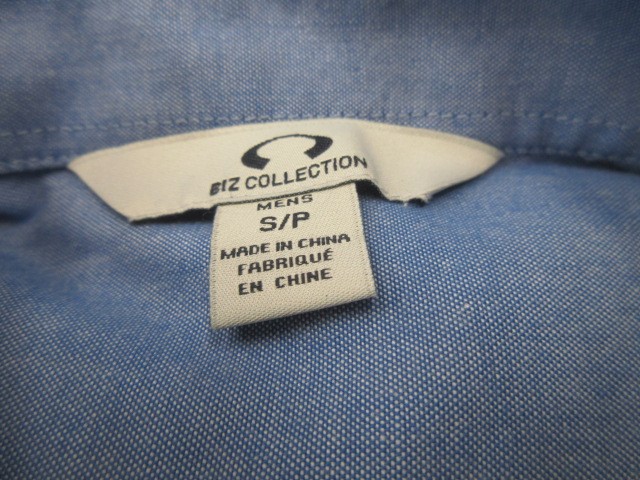 BIZ COLLECTION
MENS
S/P
MADE IN CHINA
FABRIQUÉ
EN CHINE